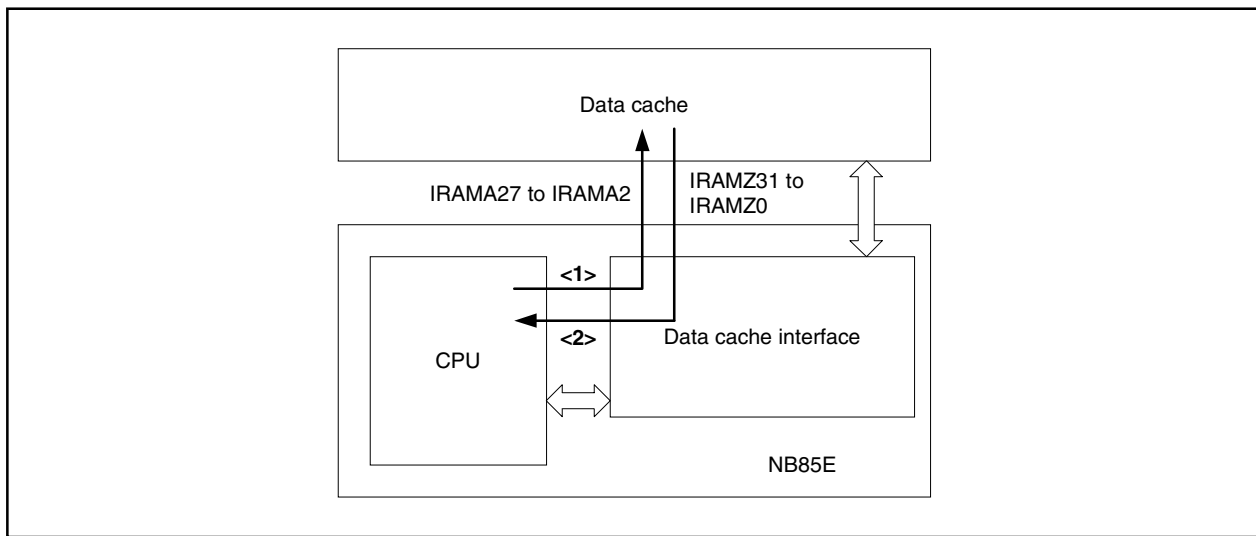 Data cache
IRAMA27 to IRAMA2
IRAMZ31 to
IRAMZ0
<1>
<2>
Data cache interface
CPU
NB85E